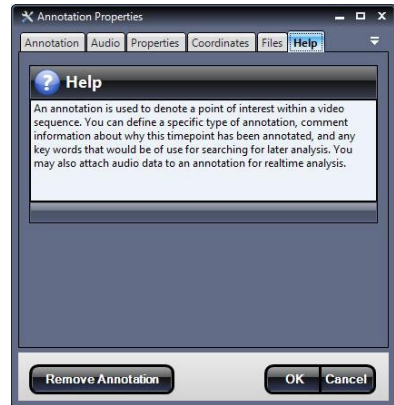 Annotation Properties
Annotation Audio Properties Coordinates Files Help
Help
An annotation is used to denote a point of interest within a video
sequence. You can define a specific type of annotation, comment
information about why this timepoint has been annotated, and any
key words that would be of use for searching for later analysis. You
may also attach audio data to an annotation for realtime analysis.
Remove Annotation OK Cancel